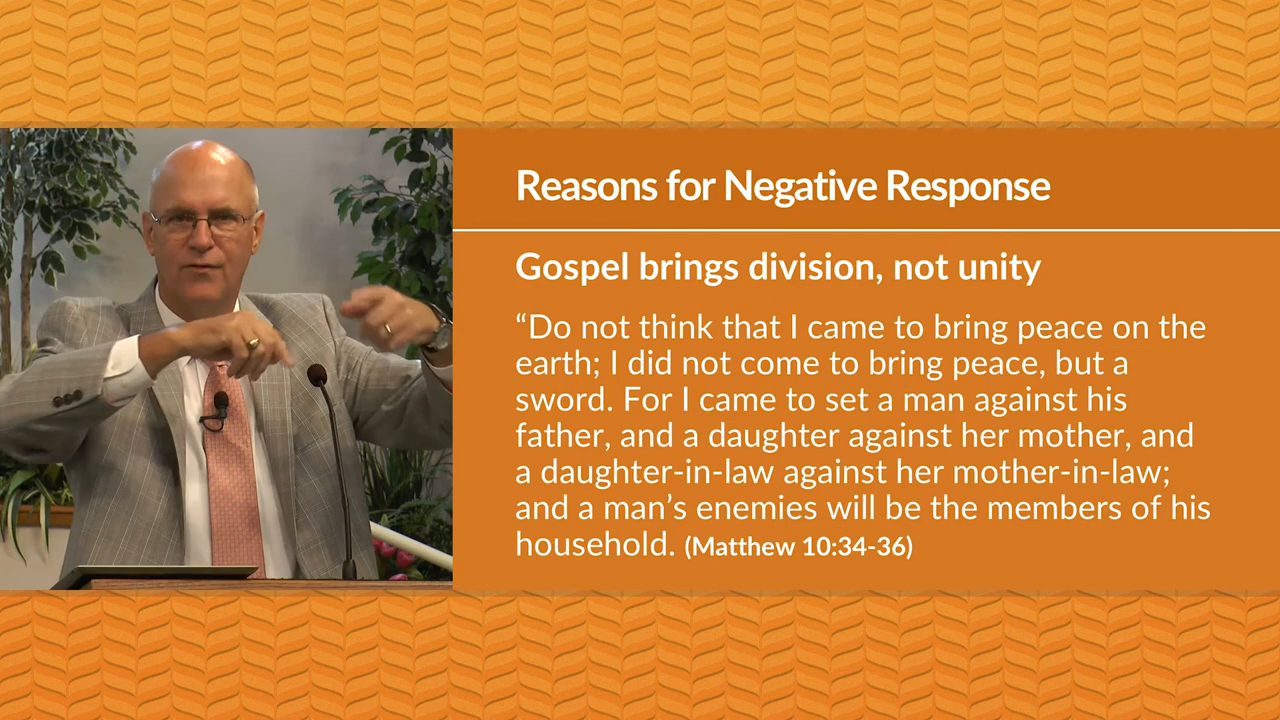 Reasons for Negative Response
Gospel brings division, not unity
“Do not think that I came to bring peace on the
earth; I did not come to bring peace, but a
sword. For I came to set a man against his
father, and a daughter against her mother, and
a daughter-in-law against her mother-in-law;
and a man’s enemies will be the members of his
household. (Matthew 10:34-36)